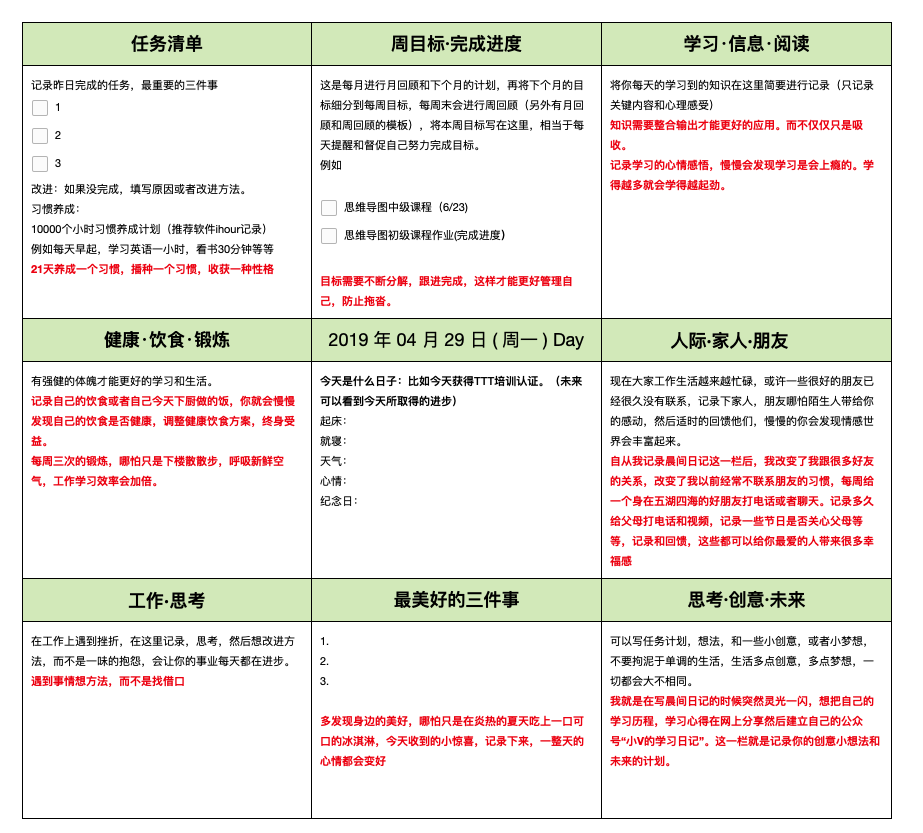 任务清单
记录昨日完成的任务，最重要的三件事
1
2
3
改进：如果没完成，填写原因或者改进方法。
习惯养成：
10000个小时习惯养成计划（推荐软件ihour记录）
例如每天早起，学习英语一小时，看书30分钟等等
21天养成一个习惯，播种一个习惯，收获一种性格
周目标·完成进度
这是每月进行月回顾和下个月的计划，再将下个月的目
标细分到每周目标，每周末会进行周回顾（另外有月回
顾和周回顾的模板），将本周目标写在这里，相当于每
天提醒和督促自己努力完成目标。
例如
思维导图中级课程（6/23)
思维导图初级课程作业(完成进度）
目标需要不断分解，跟进完成，这样才能更好管理自
己，防止拖沓。
学习·信息·阅读
将你每天的学习到的知识在这里简要进行记录（只记录
关键内容和心理感受）
知识需要整合输出才能更好的应用。而不仅仅只是吸
收。
记录学习的心情感悟，慢慢会发现学习是会上瘾的。学
得越多就会学得越起劲。
健康·饮食·锻炼
有强健的体魄才能更好的学习和生活。
记录自己的饮食或者自己今天下厨做的饭，你就会慢慢
发现自己的饮食是否健康，调整健康饮食方案，终身受
益。
每周三次的锻炼，哪怕只是下楼散散步，呼吸新鲜空
气，工作学习效率会加倍。
2019 年 04 月 29 日 ( 周一 ) Day
今天是什么日子：比如今天获得TTT培训认证。（未来
可以看到今天所取得的进步）
起床：
就寝：
天气：
心情：
纪念日：
人际·家人·朋友
现在大家工作生活越来越忙碌，或许一些很好的朋友已
经很久没有联系，记录下家人，朋友哪怕陌生人带给你
的感动，然后适时的回馈他们，慢慢的你会发现情感世
界会丰富起来。
自从我记录晨间日记这一栏后，我改变了我跟很多好友
的关系，改变了我以前经常不联系朋友的习惯，每周给
一个身在五湖四海的好朋友打电话或者聊天。记录多久
给父母打电话和视频，记录一些节日是否关心父母等
等，记录和回馈，这些都可以给你最爱的人带来很多幸
福感
工作·思考
在工作上遇到挫折，在这里记录，思考，然后想改进方
法，而不是一味的抱怨，会让你的事业每天都在进步。
遇到事情想方法，而不是找借口
最美好的三件事
1.
2.
3.
多发现身边的美好，哪怕只是在炎热的夏天吃上一口可
口的冰淇淋，今天收到的小惊喜，记录下来，一整天的
心情都会变好
思考·创意·未来
可以写任务计划，想法，和一些小创意，或者小梦想，
不要拘泥于单调的生活，生活多点创意，多点梦想，一
切都会大不相同。
我就是在写晨间日记的时候突然灵光一闪，想把自己的
学习历程，学习心得在网上分享然后建立自己的公众
号“小V的学习日记”。这一栏就是记录你的创意小想法和
未来的计划。